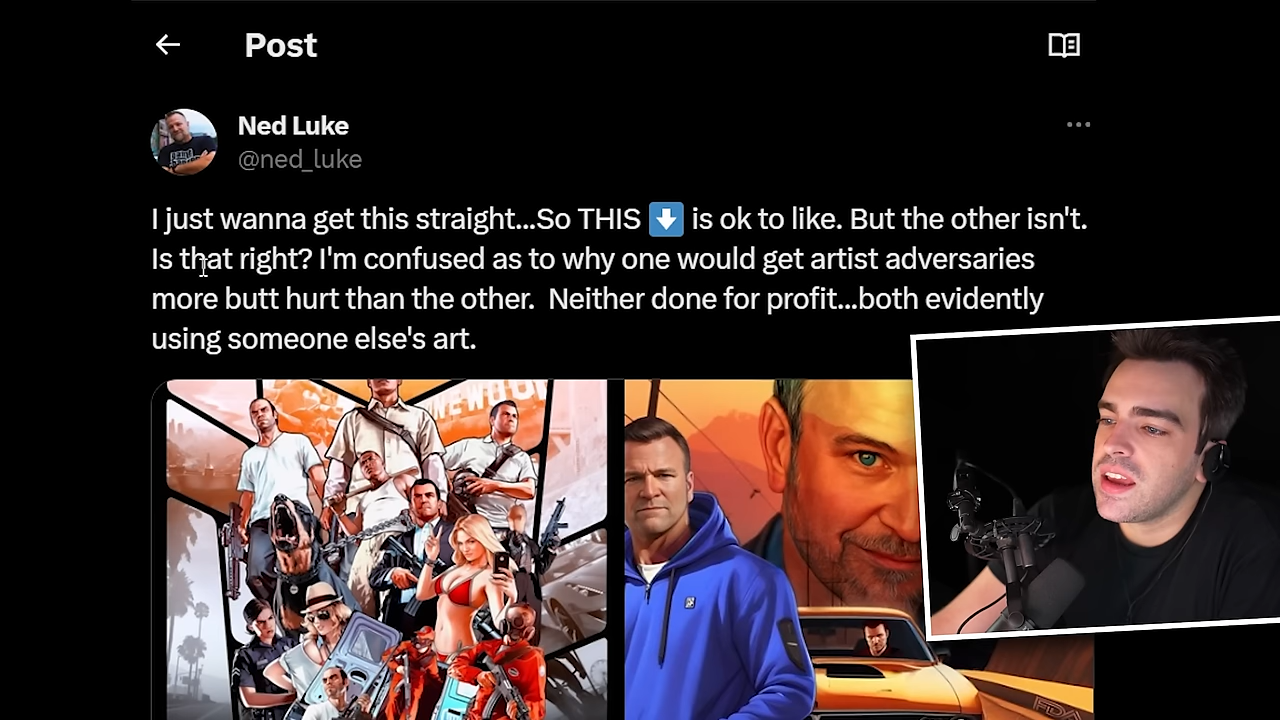 Post
Ned Luke
@ned_luke
I just wanna get this straight...So THIS ⬇️ is ok to like. But the other isn't.
Is that right? I'm confused as to why one would get artist adversaries
more butt hurt than the other.  Neither done for profit...both evidently
using someone else's art.